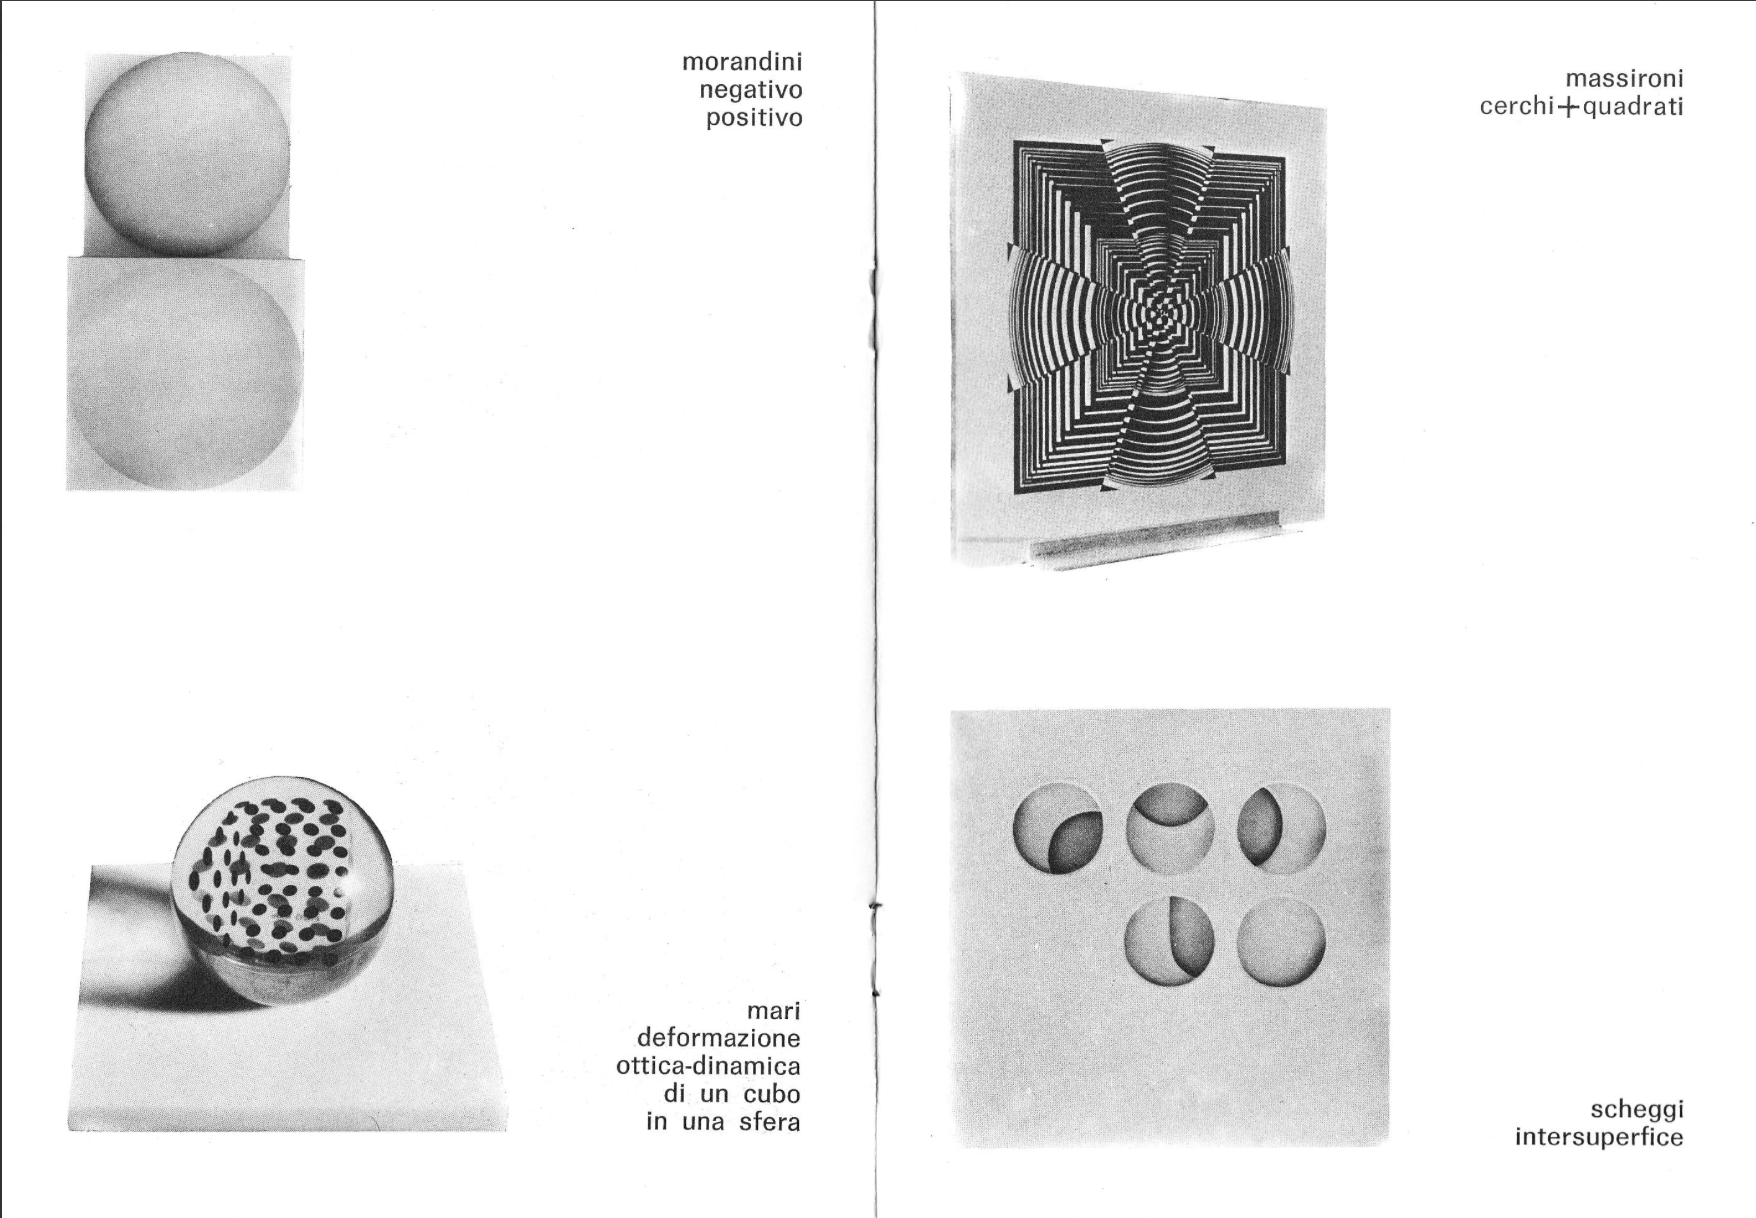 morandini
negativo
positivo
mari
deformazione
ottica-dinamica
di un cubo
in una sfera
massironi
cerchi+quadrati
scheggi
intersuperfice